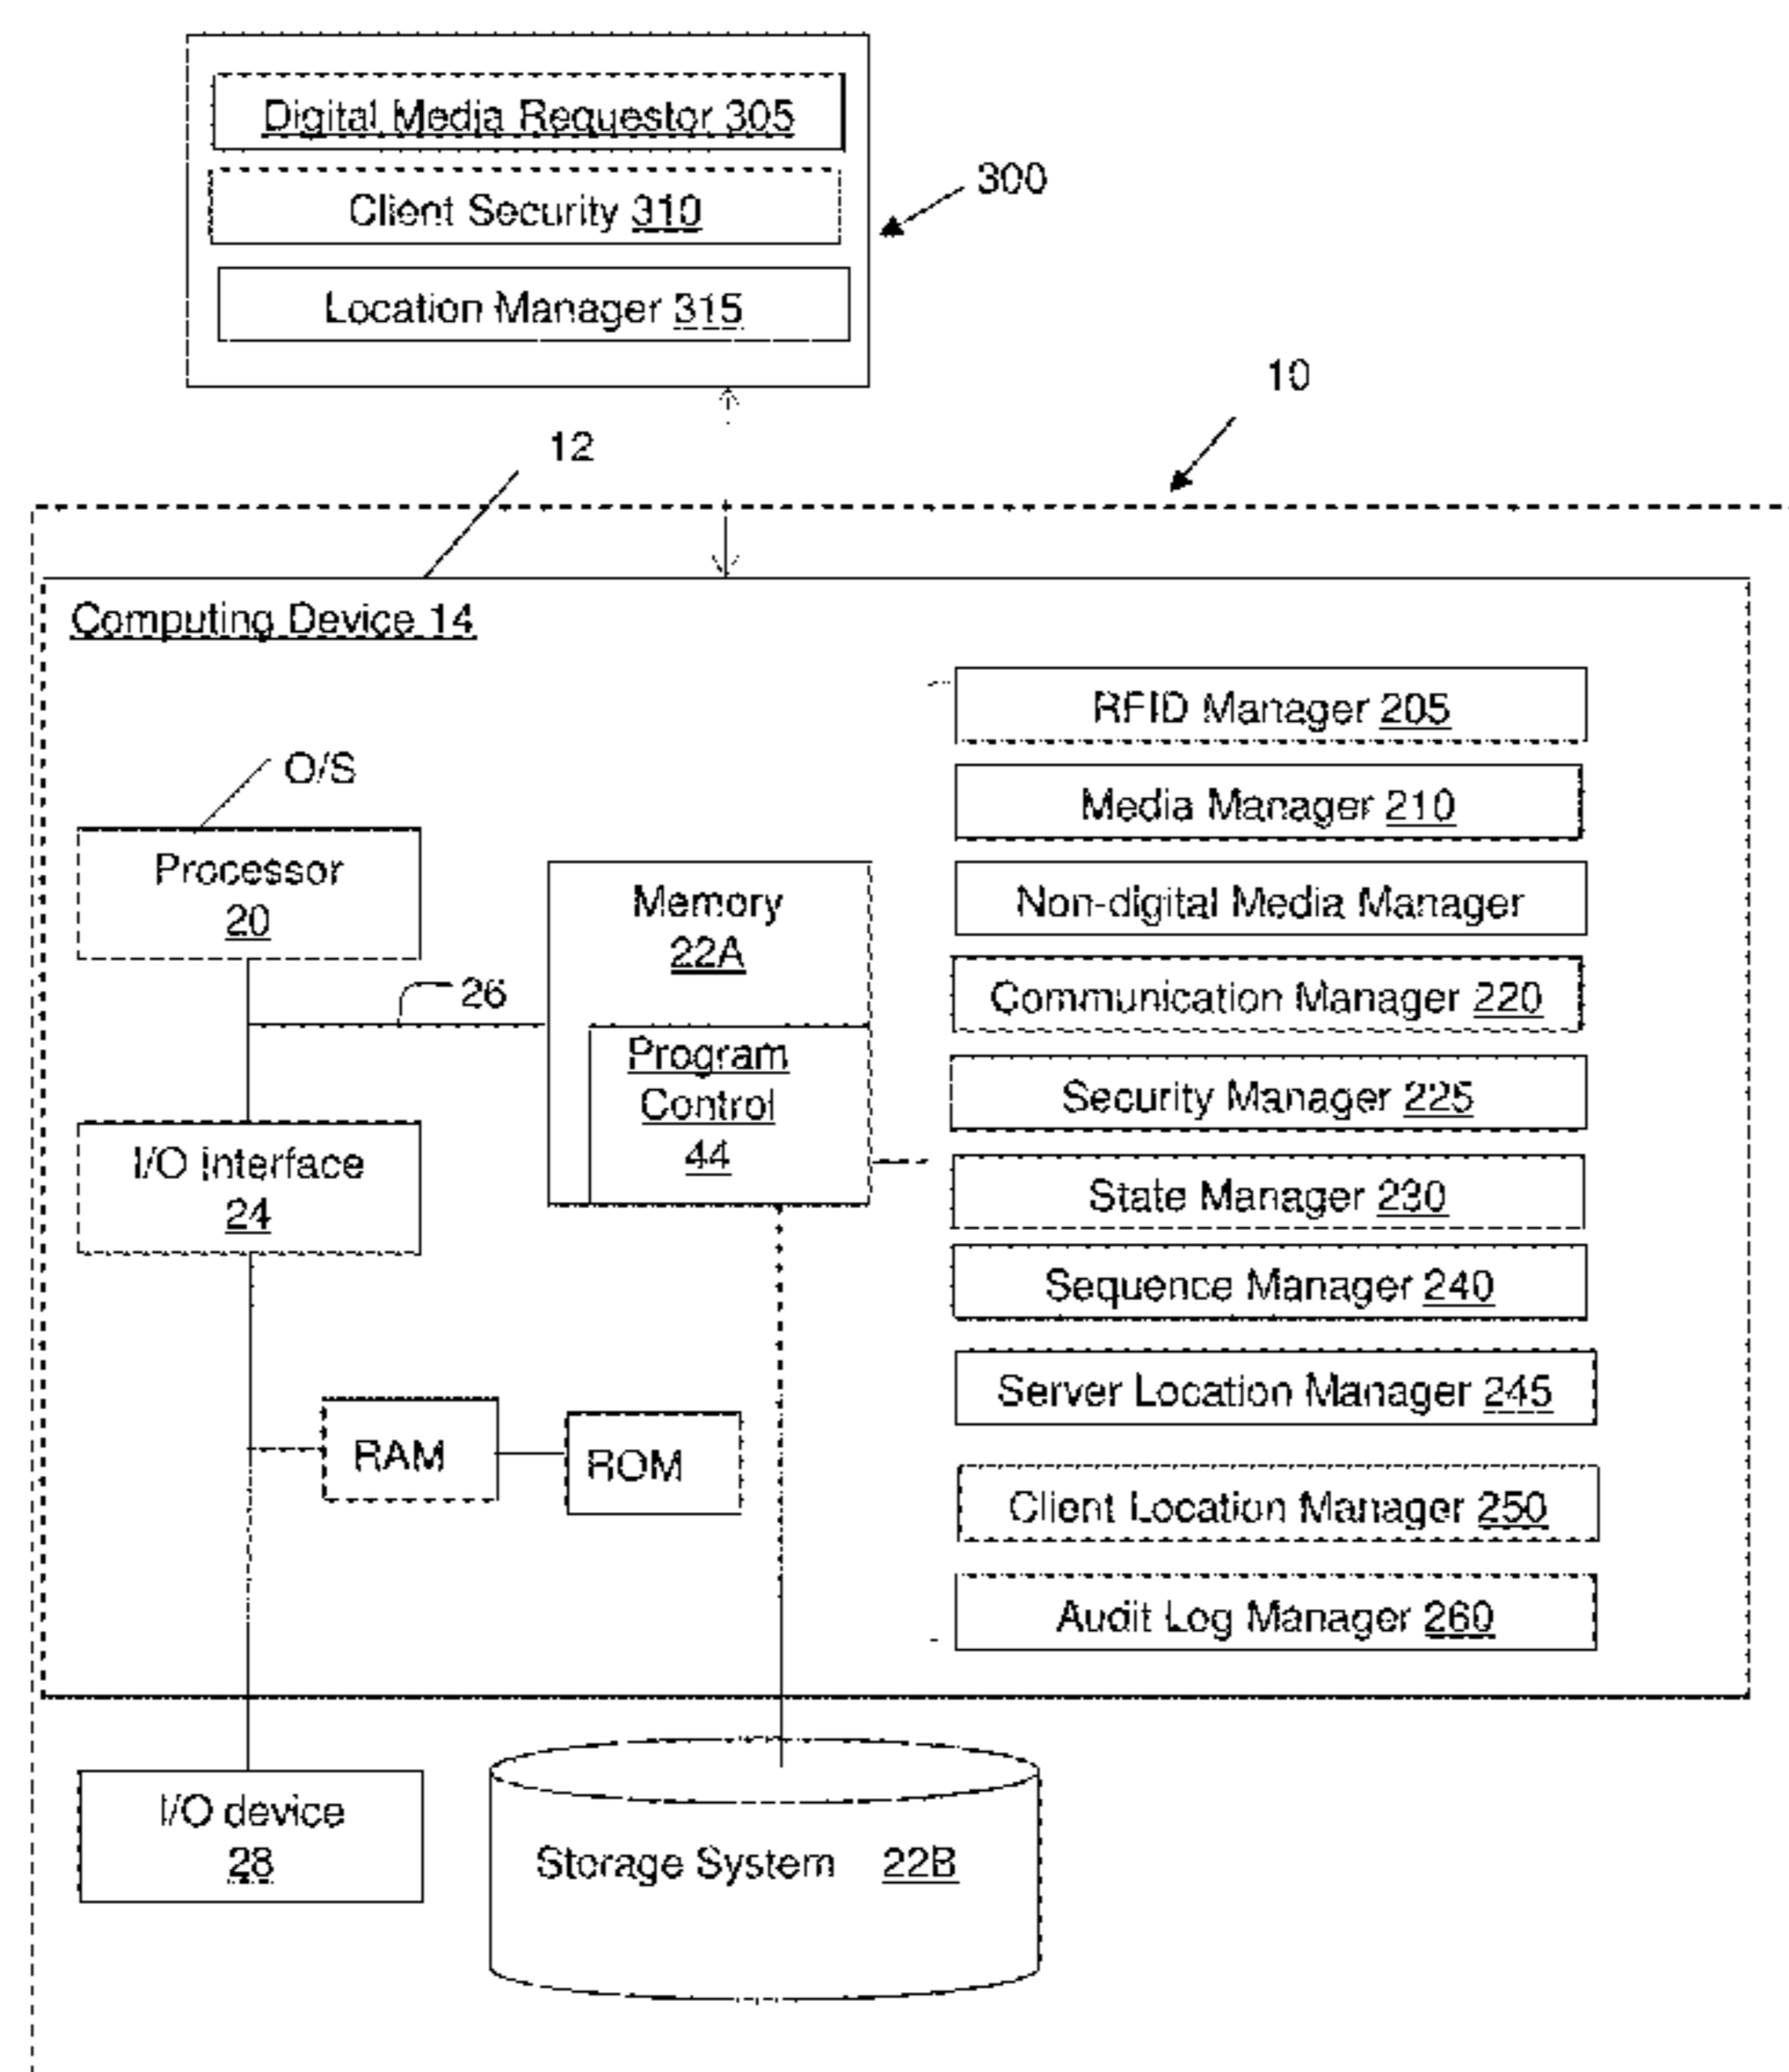 Digital Media Requestor 305
Client Security 310
Location Manager 315
300
10
12
Computing Device 14
O/S
Processor
20
26
Memory
22A
Program
Control
44
I/O Interface
24
RAM
ROM
RFID Manager 205
Media Manager 210
Non-digital Media Manager
Communication Manager 220
Security Manager 225
State Manager 230
Sequence Manager 240
Server Location Manager 245
Client Location Manager 250
Audit Log Manager 260
I/O device
28
Storage System 22B